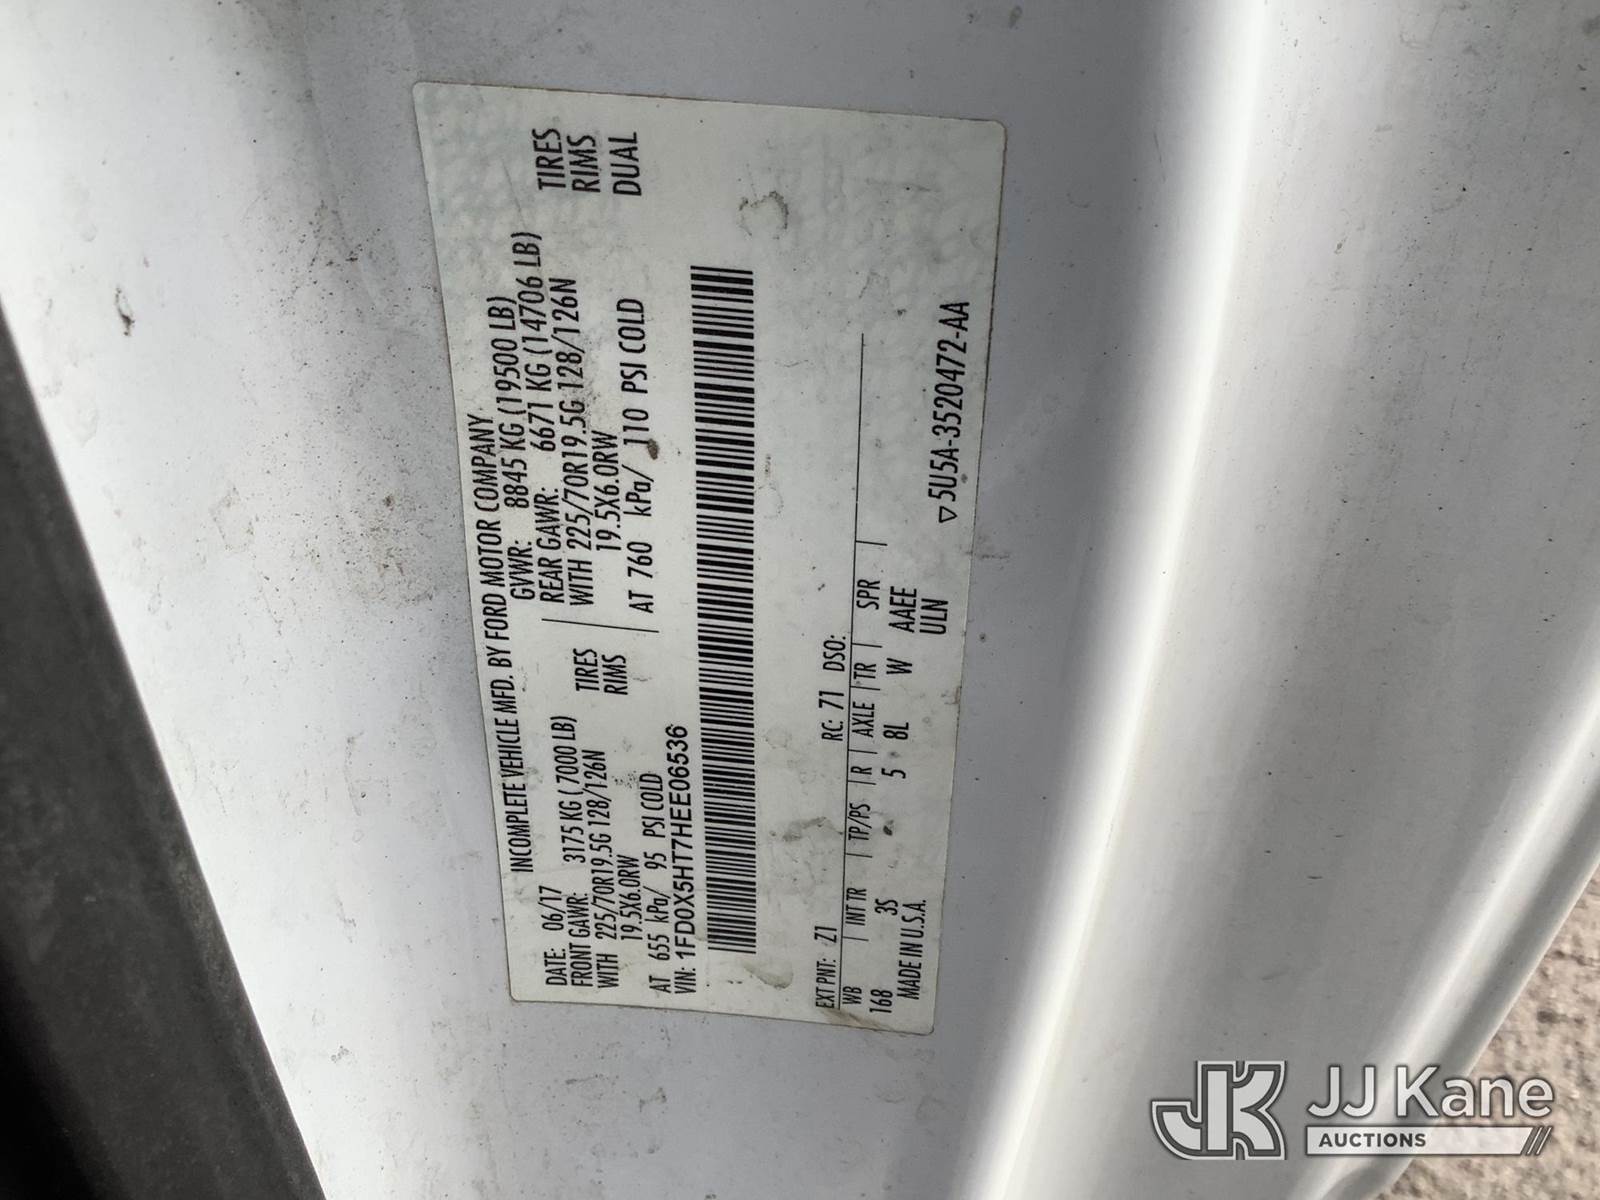 INCOMPLETE VEHICLE MFD. BY FORD MOTOR COMPANY
DATE: 06/17 GVWR: 8845 KG (19500 LB)
FRONT GAWR: 3175 KG ( 7000 LB) REAR GAWR: 6671 KG (14706 LB)
WITH 225/70R19.5G 128/126N TIRES WITH 225/70R19.5G 128/126N TIRES
19.5X6.0RW RIMS 19.5X6.0RW RIMS
AT 655 kPa/ 95 PSI COLD AT 760 kPa/ 110 PSI COLD DUAL
VIN: 1FD0X5HT7HEE06536
EXT PNT: Z1 RC: 71 DSO:
WB | INT TR | TP/PS | R | AXLE | TR | SPR |
168 3S 5 8L W AAEE
MADE IN U.S.A. ULN
▽ 5U5A-3520472-AA
JK JJ Kane
AUCTIONS